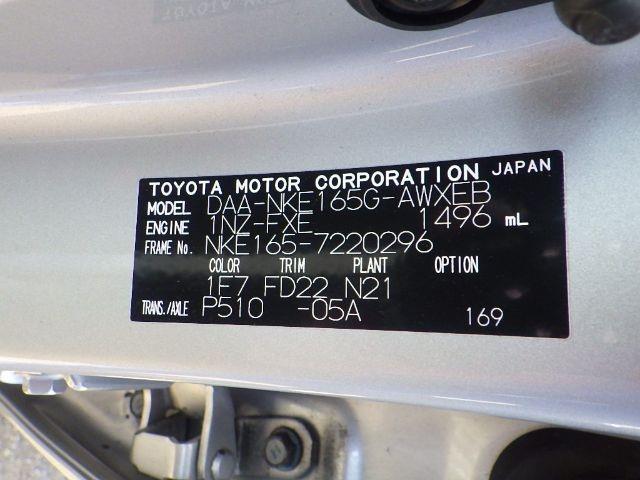 TOYOTA MOTOR CORPORATION JAPAN
MODEL DAA-NKE165G-AWXEB
ENGINE 1NZ-FXE 1496 mL
FRAME No. NKE165-7220296
COLOR TRIM PLANT OPTION
1F7 FD22 N21
TRANS./AXLE P510 -05A 169